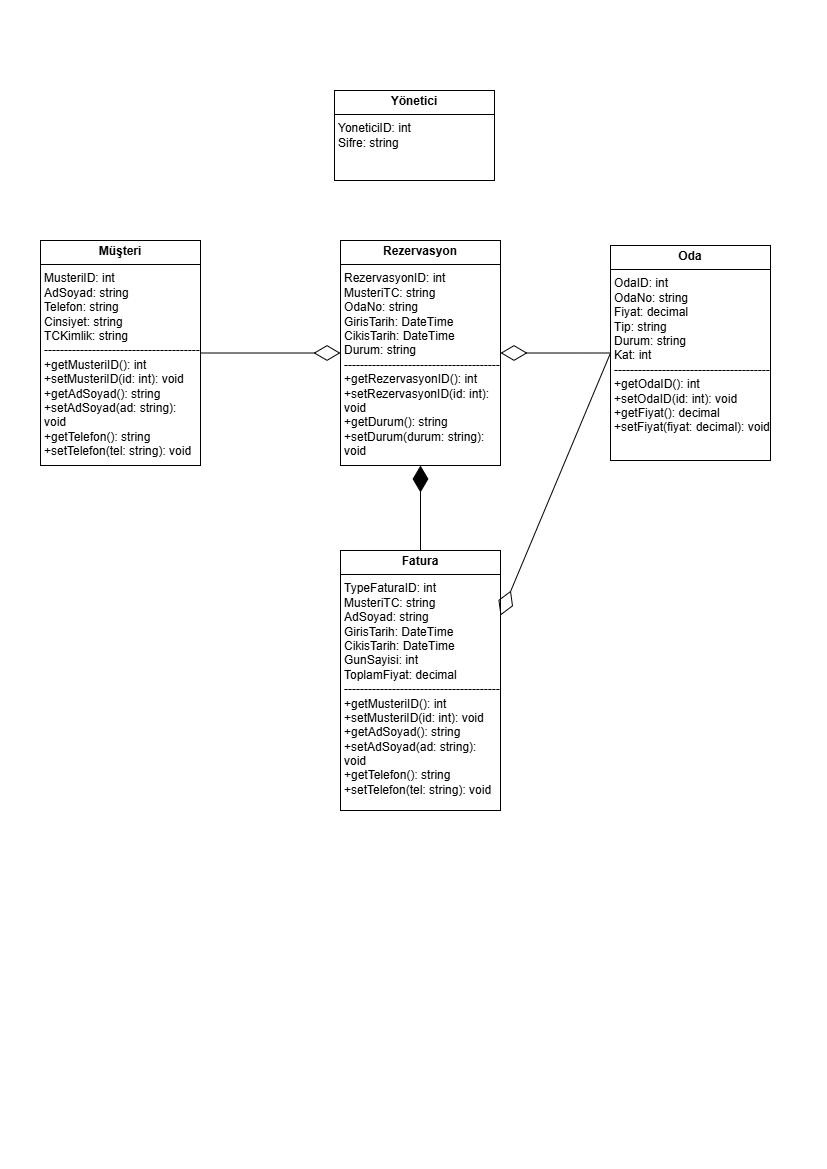 Yönetici
YoneticiID: int
Sifre: string
Müşteri
MusteriID: int
AdSoyad: string
Telefon: string
Cinsiyet: string
TCKimlik: string
+getMusteriID(): int
+setMusteriID(id: int): void
+getAdSoyad(): string
+setAdSoyad(ad: string):
void
+getTelefon(): string
+setTelefon(tel: string): void
Rezervasyon
RezervasyonID: int
MusteriTC: string
OdaNo: string
GirisTarih: DateTime
CikisTarih: DateTime
Durum: string
+getRezervasyonID(): int
+setRezervasyonID(id: int):
void
+getDurum(): string
+setDurum(durum: string):
void
Oda
OdaID: int
OdaNo: string
Fiyat: decimal
Tip: string
Durum: string
Kat: int
+getOdaID(): int
+setOdaID(id: int): void
+getFiyat(): decimal
+setFiyat(fiyat: decimal): void
Fatura
TypeFaturaID: int
MusteriTC: string
AdSoyad: string
GirisTarih: DateTime
CikisTarih: DateTime
GunSayisi: int
ToplamFiyat: decimal
+getMusteriID(): int
+setMusteriID(id: int): void
+getAdSoyad(): string
+setAdSoyad(ad: string):
void
+getTelefon(): string
+setTelefon(tel: string): void